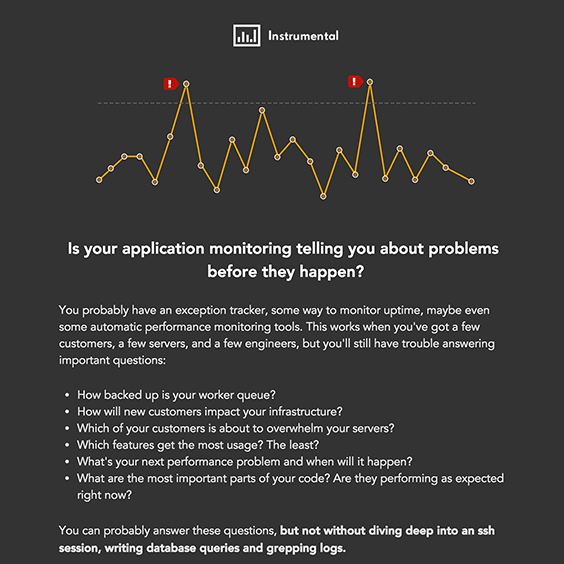 Instrumental
!
!
Is your application monitoring telling you about problems
before they happen?
You probably have an exception tracker, some way to monitor uptime, maybe even
some automatic performance monitoring tools. This works when you've got a few
customers, a few servers, and a few engineers, but you'll still have trouble answering
important questions:
• How backed up is your worker queue?
• How will new customers impact your infrastructure?
• Which of your customers is about to overwhelm your servers?
• Which features get the most usage? The least?
• What's your next performance problem and when will it happen?
• What are the most important parts of your code? Are they performing as expected
right now?
You can probably answer these questions, but not without diving deep into an ssh
session, writing database queries and grepping logs.